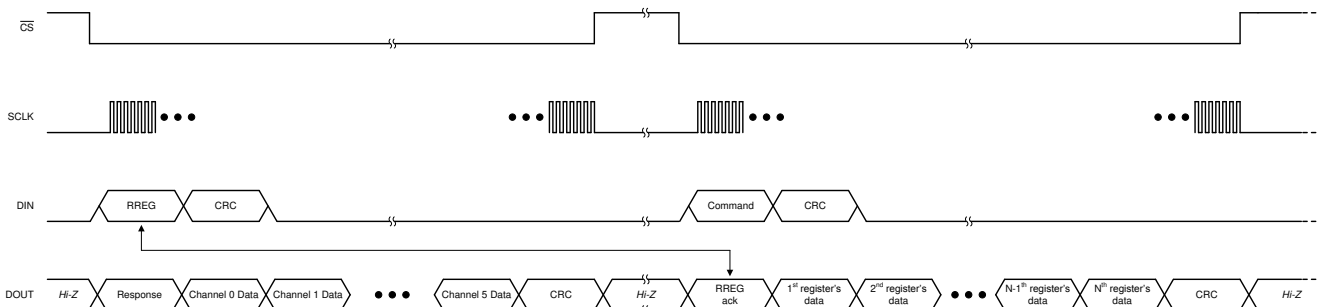 CS
SCLK
DIN
RREG
CRC
Command
CRC
DOUT
Hi-Z
Response
Channel 0 Data
Channel 1 Data
Channel 5 Data
CRC
Hi-Z
RREG
ack
1st register's
data
2nd register's
data
N-1th register's
data
Nth register's
data
CRC
Hi-Z